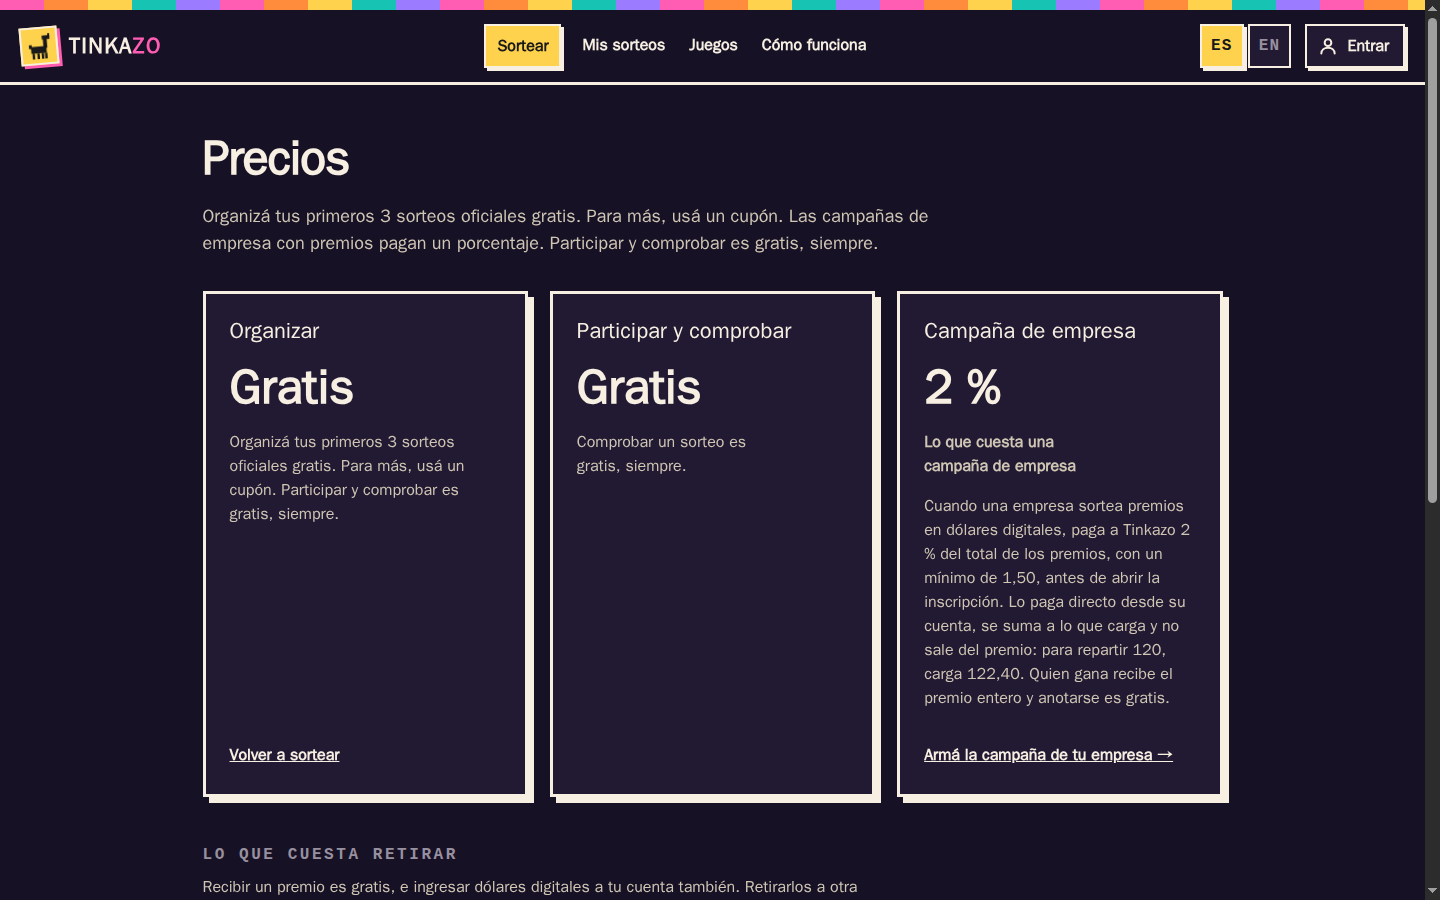 TINKAZO
Sortear
Mis sorteos
Juegos
Cómo funciona
ES
EN
Entrar
Precios
Organizá tus primeros 3 sorteos oficiales gratis. Para más, usá un cupón. Las campañas de
empresa con premios pagan un porcentaje. Participar y comprobar es gratis, siempre.
Organizar
Gratis
Organizá tus primeros 3 sorteos
oficiales gratis. Para más, usá un
cupón. Participar y comprobar es
gratis, siempre.
Volver a sortear
Participar y comprobar
Gratis
Comprobar un sorteo es
gratis, siempre.
Campaña de empresa
2 %
Lo que cuesta una
campaña de empresa
Cuando una empresa sortea premios
en dólares digitales, paga a Tinkazo 2
% del total de los premios, con un
mínimo de 1,50, antes de abrir la
inscripción. Lo paga directo desde su
cuenta, se suma a lo que carga y no
sale del premio: para repartir 120,
carga 122,40. Quien gana recibe el
premio entero y anotarse es gratis.
Armá la campaña de tu empresa →
LO QUE CUESTA RETIRAR
Recibir un premio es gratis, e ingresar dólares digitales a tu cuenta también. Retirarlos a otra